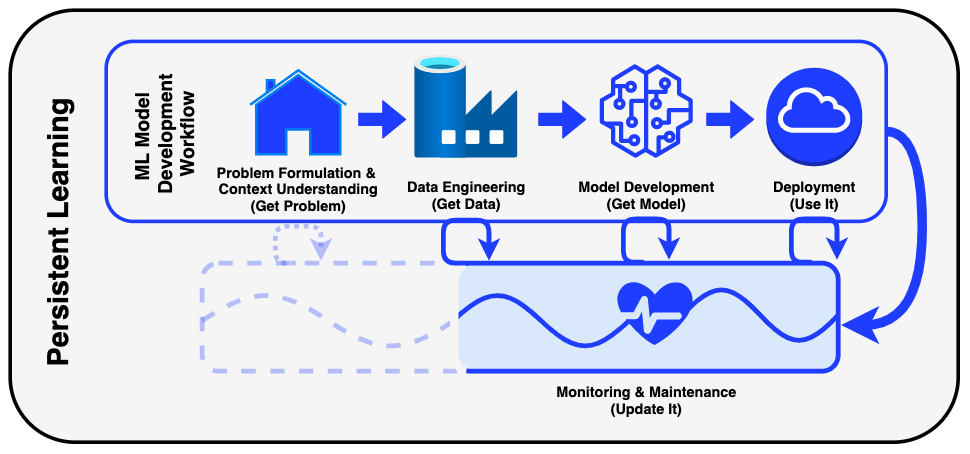 Persistent Learning
ML Model
Development
Workflow
Problem Formulation &
Context Understanding
(Get Problem)
Data Engineering
(Get Data)
Model Development
(Get Model)
Deployment
(Use It)
Monitoring & Maintenance
(Update It)